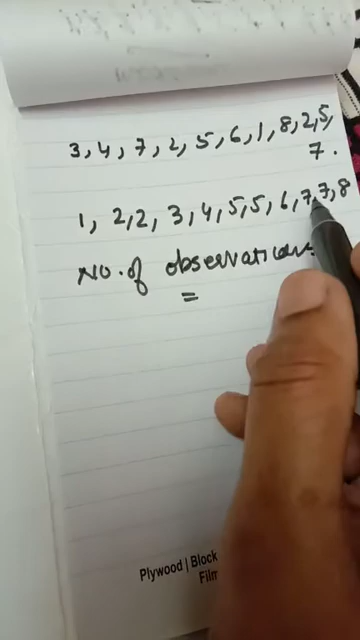 3, 4, 7, 2, 5, 6, 1, 8, 2, 5,
7.
1, 2, 2, 3, 4, 5, 5, 6, 7, 7, 8
No. of observations
=
Plywood | Block
Film